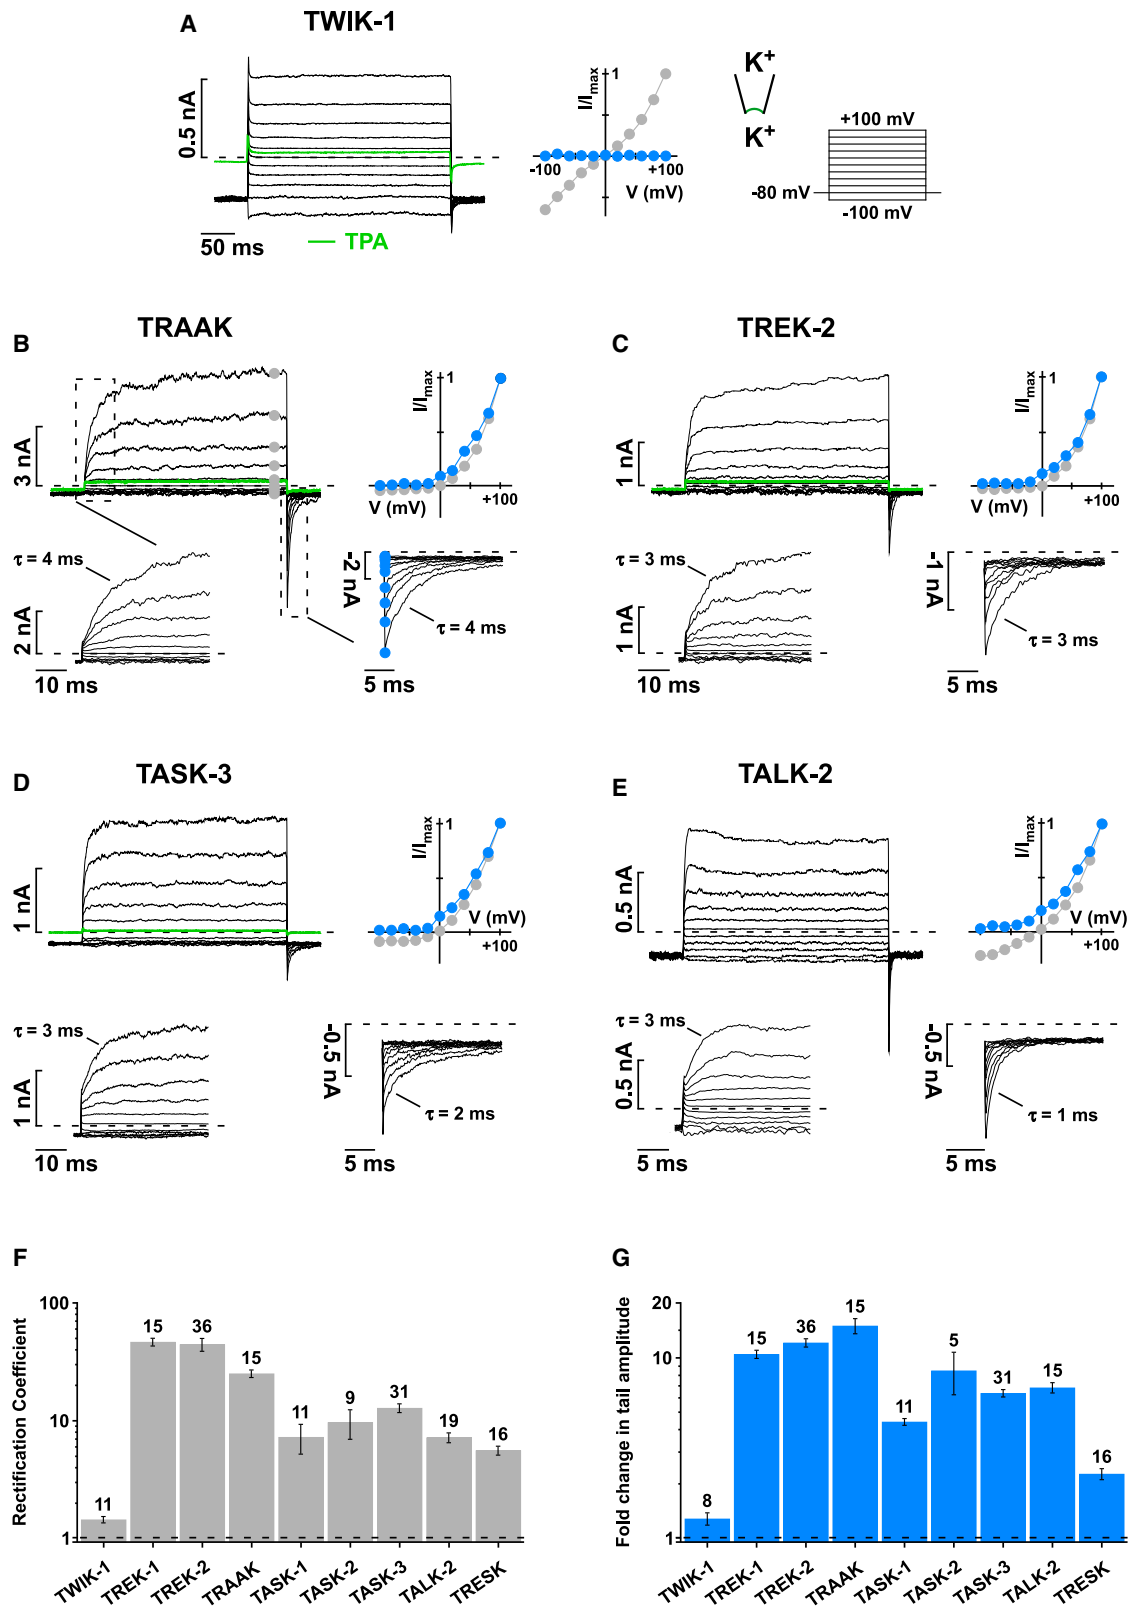 A
TWIK-1
0.5 nA
50 ms
TPA
I/Imax
1
-100
+100
V (mV)
K+
K+
+100 mV
-80 mV
-100 mV
B
TRAAK
3 nA
I/Imax
1
V (mV)
+100
τ = 4 ms
2 nA
10 ms
-2 nA
τ = 4 ms
5 ms
C
TREK-2
1 nA
I/Imax
1
V (mV)
+100
τ = 3 ms
1 nA
10 ms
-1 nA
τ = 3 ms
5 ms
D
TASK-3
1 nA
I/Imax
1
V (mV)
+100
τ = 3 ms
1 nA
10 ms
-0.5 nA
τ = 2 ms
5 ms
E
TALK-2
0.5 nA
I/Imax
1
V (mV)
+100
τ = 3 ms
0.5 nA
5 ms
-0.5 nA
τ = 1 ms
5 ms
F
Rectification Coefficient
100
10
1
11
15
36
15
11
9
31
19
16
TWIK-1
TREK-1
TREK-2
TRAAK
TASK-1
TASK-2
TASK-3
TALK-2
TRESK
G
Fold change in tail amplitude
20
10
1
8
15
36
15
11
5
31
15
16
TWIK-1
TREK-1
TREK-2
TRAAK
TASK-1
TASK-2
TASK-3
TALK-2
TRESK